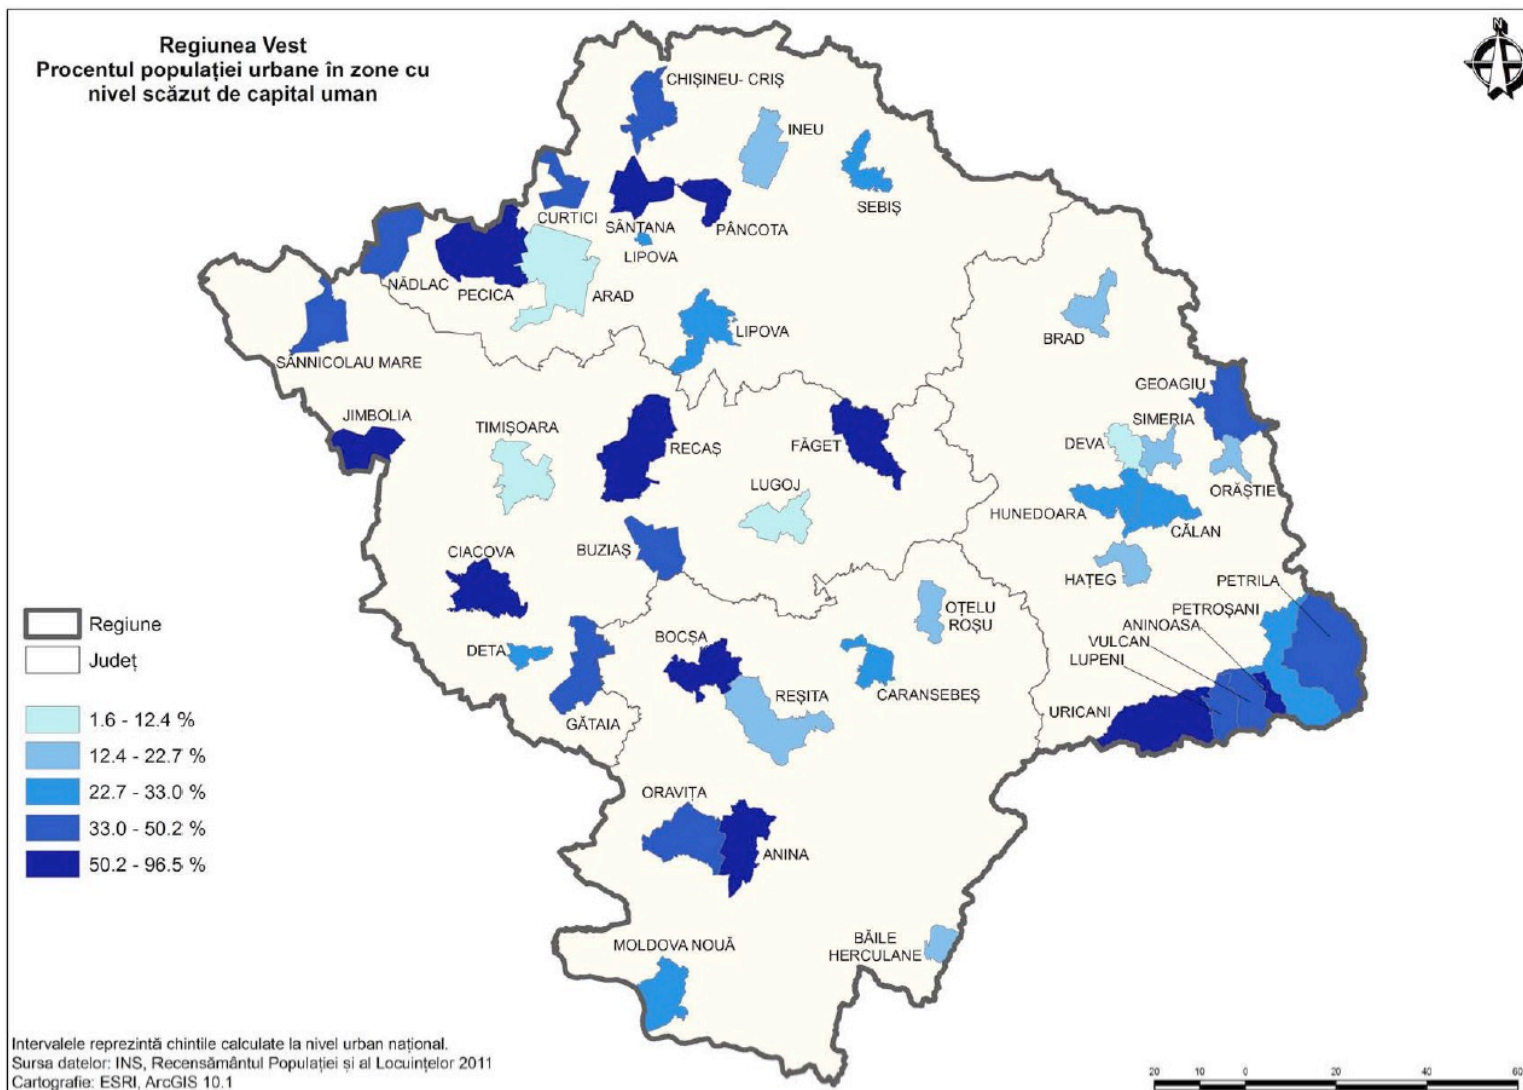 Regiunea Vest
Procentul populației urbane în zone cu
nivel scăzut de capital uman
N
CHIȘINEU- CRIȘ
INEU
SEBIȘ
CURTICI
SÂNTANA
PÂNCOTA
LIPOVA
NĂDLAC
PECICA
ARAD
LIPOVA
SÂNNICOLAU MARE
BRAD
GEOAGIU
SIMERIA
DEVA
ORĂȘTIE
JIMBOLIA
TIMIȘOARA
RECAȘ
FĂGET
LUGOJ
HUNEDOARA
CĂLAN
HAȚEG
BUZIAȘ
CIACOVA
PETRILA
PETROȘANI
ANINOASA
VULCAN
LUPENI
URICANI
OȚELU
ROȘU
BOCȘA
DETA
REȘITA
CARANSEBEȘ
GĂTAIA
Regiune
Județ
1.6 - 12.4 %
12.4 - 22.7 %
22.7 - 33.0 %
33.0 - 50.2 %
50.2 - 96.5 %
ORAVIȚA
ANINA
MOLDOVA NOUĂ
BĂILE
HERCULANE
Intervalele reprezintă chintile calculate la nivel urban național.
Sursa datelor: INS, Recensământul Populației și al Locuințelor 2011
Cartografie: ESRI, ArcGIS 10.1
20 10 0 20 40 60